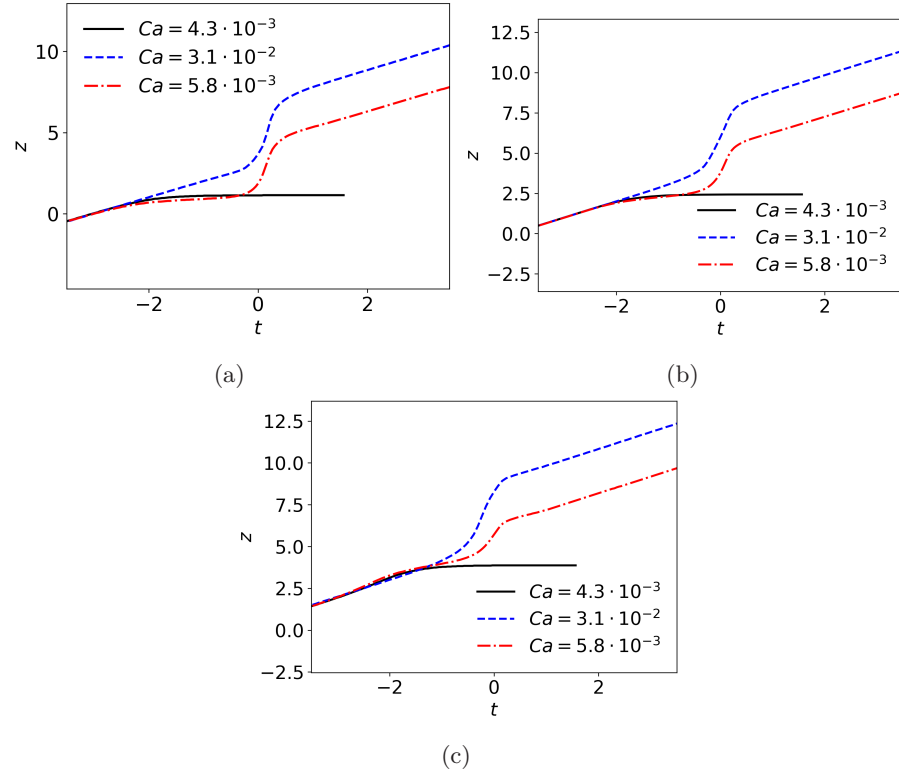 10
5
0
z
Ca = 4.3 · 10⁻³
Ca = 3.1 · 10⁻²
Ca = 5.8 · 10⁻³
−2 0 2
t
(a)
12.5
10.0
7.5
5.0
2.5
0.0
−2.5
z
Ca = 4.3 · 10⁻³
Ca = 3.1 · 10⁻²
Ca = 5.8 · 10⁻³
−2 0 2
t
(b)
12.5
10.0
7.5
5.0
2.5
0.0
−2.5
z
Ca = 4.3 · 10⁻³
Ca = 3.1 · 10⁻²
Ca = 5.8 · 10⁻³
−2 0 2
t
(c)